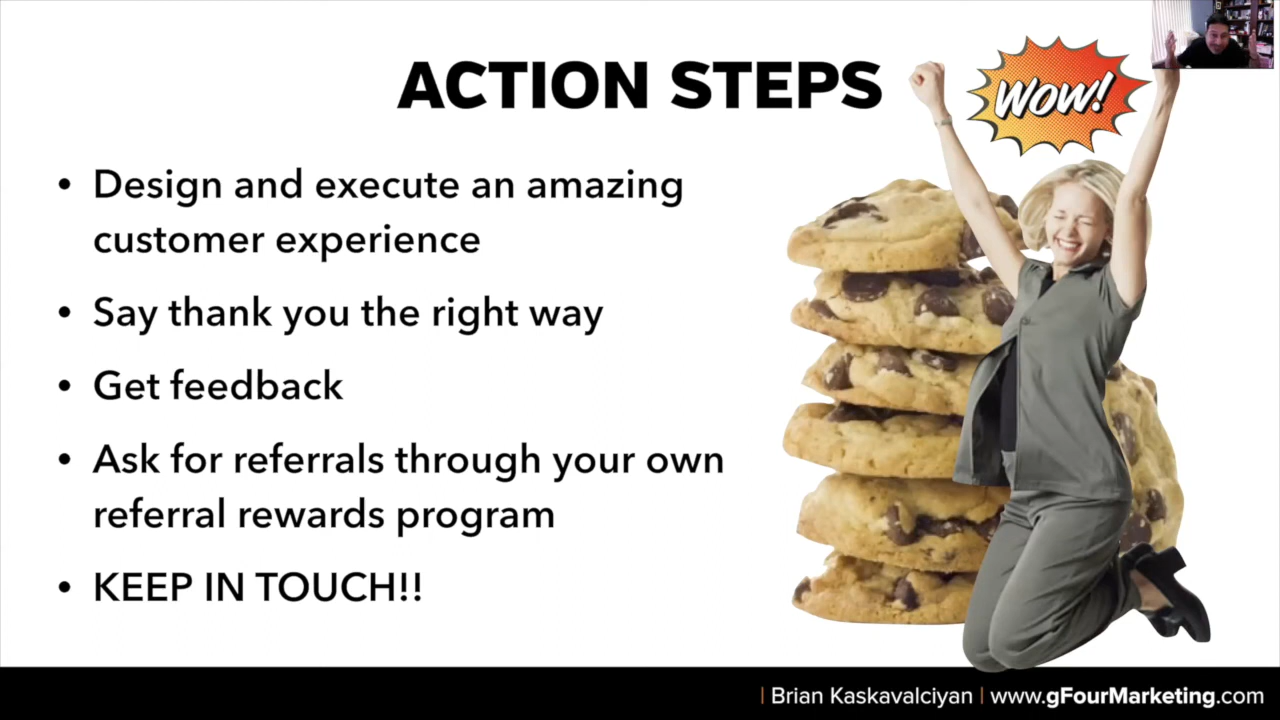 ACTION STEPS
WOW!
• Design and execute an amazing
customer experience
• Say thank you the right way
• Get feedback
• Ask for referrals through your own
referral rewards program
• KEEP IN TOUCH!!
| Brian Kaskavalciyan | www.gFourMarketing.com